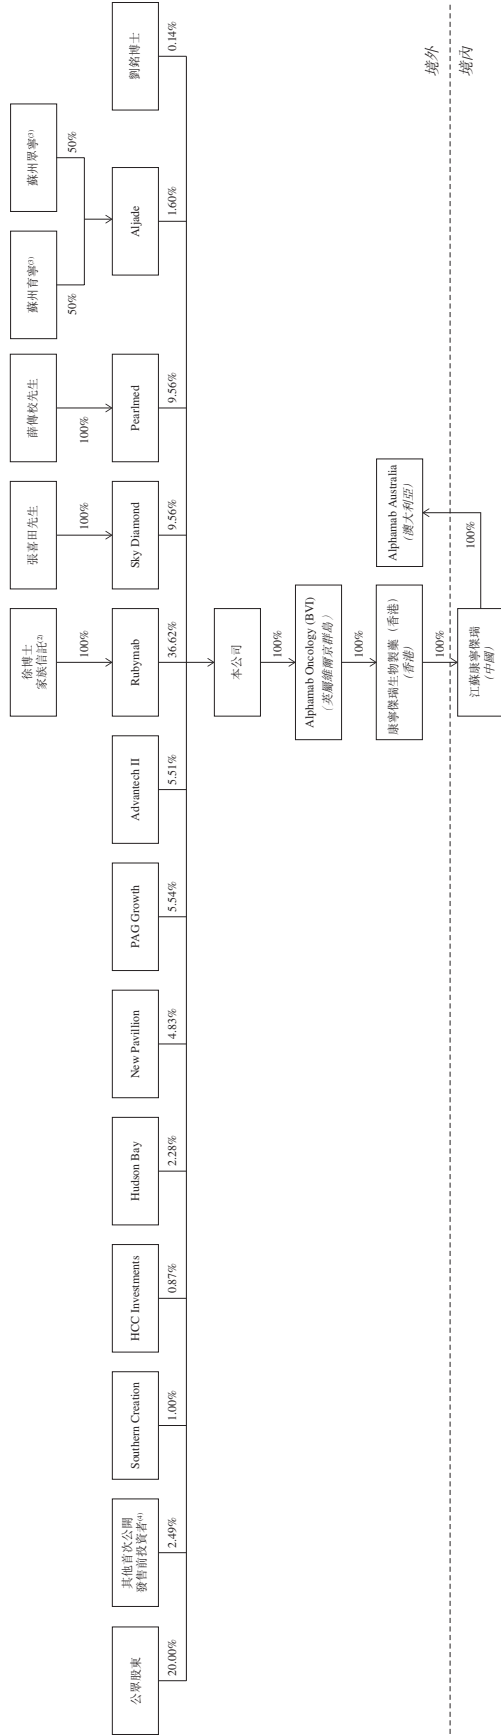 徐博士
家族信託⁽²⁾
張喜田先生
薛傳校先生
蘇州育寧⁽³⁾
蘇州眾寧⁽³⁾
100%
100%
100%
50%
50%
公眾股東
其他首次公開
發售前投資者⁽⁴⁾
Southern Creation
HCC Investments
Hudson Bay
New Pavillion
PAG Growth
Advantech II
Rubymab
Sky Diamond
Pearlmed
Aljade
劉銘博士
20.00%
2.49%
1.00%
0.87%
2.28%
4.83%
5.54%
5.51%
36.62%
9.56%
9.56%
1.60%
0.14%
本公司
100%
Alphamab Oncology (BVI)
(英屬維爾京群島)
100%
康寧傑瑞生物製藥(香港)
(香港)
Alphamab Australia
(澳大利亞)
100%
100%
境外
境內
江蘇康寧傑瑞
(中國)